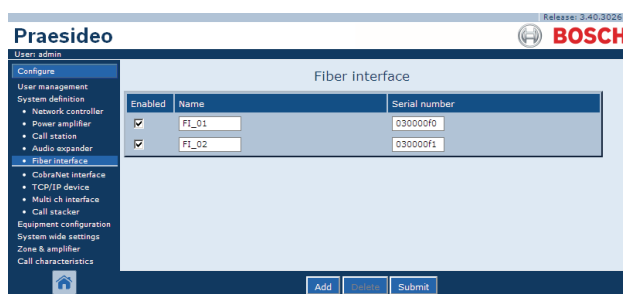 Release: 3.40.3026
Praesideo
BOSCH
User: admin
Configure
User management
System definition
• Network controller
• Power amplifier
• Call station
• Audio expander
• Fiber interface
• CobraNet interface
• TCP/IP device
• Multi ch interface
• Call stacker
Equipment configuration
System wide settings
Zone & amplifier
Call characteristics
Fiber interface
Enabled Name Serial number
FI_01 030000f0
FI_02 030000f1
Add Delete Submit